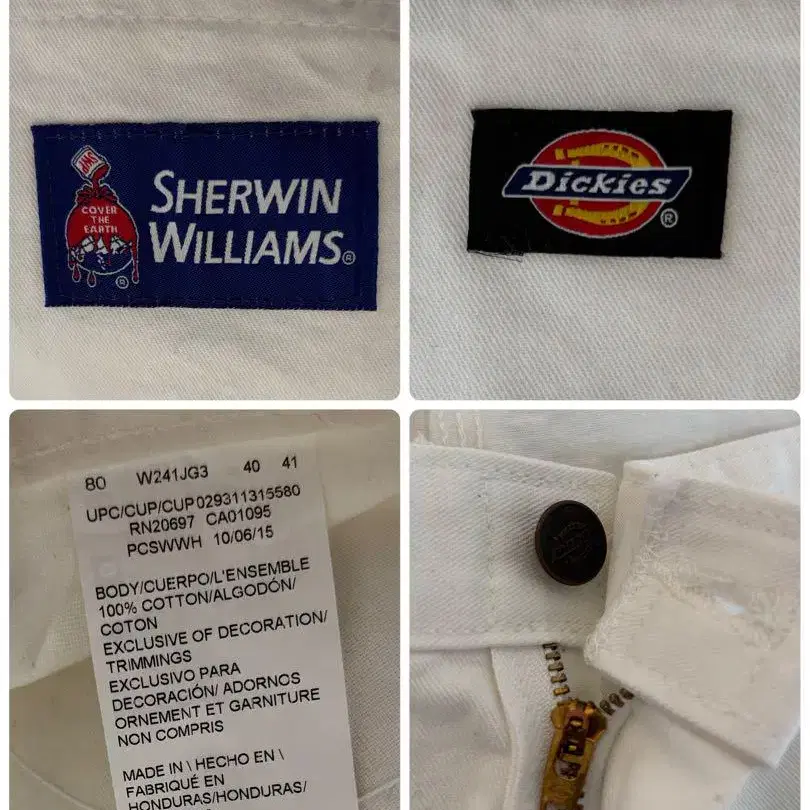 SWP
COVER
THE
EARTH
®
SHERWIN
WILLIAMS®
Dickies
®
80 W241JG3 40 41
UPC/CUP/CUP029311315580
RN20697 CA01095
PCSWWH 10/06/15
BODY/CUERPO/L'ENSEMBLE
100% COTTON/ALGODÓN/
COTON
EXCLUSIVE OF DECORATION/
TRIMMINGS
EXCLUSIVO PARA
DECORACIÓN/ ADORNOS
ORNEMENT ET GARNITURE
NON COMPRIS
MADE IN \ HECHO EN \
FABRIQUÉ EN
HONDURAS/HONDURAS/